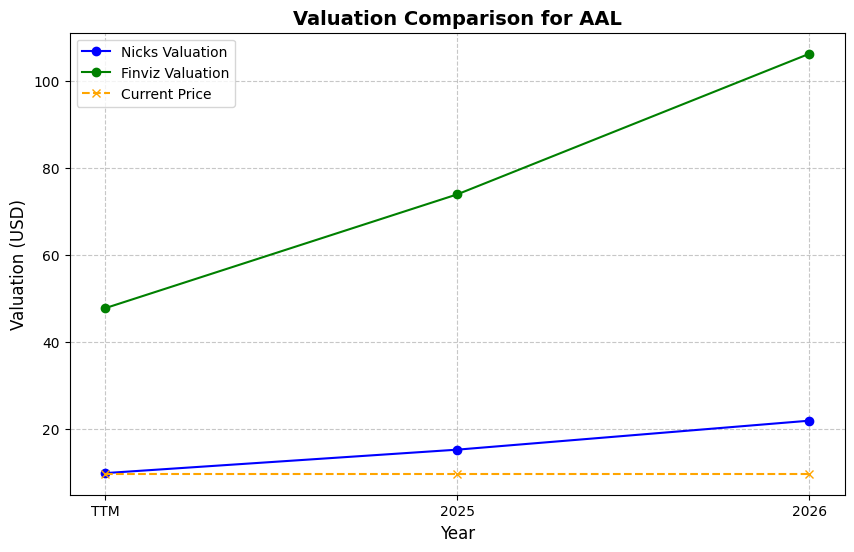 Valuation Comparison for AAL
Nicks Valuation
Finviz Valuation
Current Price
Valuation (USD)
100
80
60
40
20
TTM
2025
2026
Year